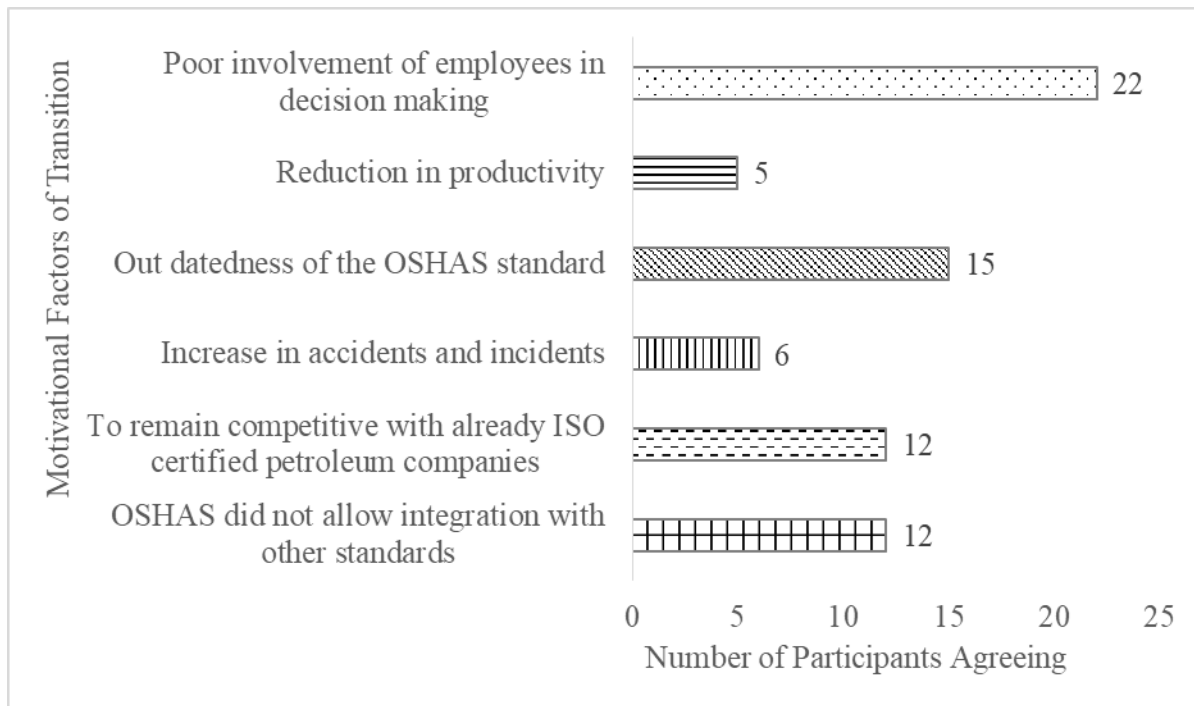 Motivational Factors of Transition
Poor involvement of employees in
decision making
22
Reduction in productivity
5
Out datedness of the OSHAS standard
15
Increase in accidents and incidents
6
To remain competitive with already ISO
certified petroleum companies
12
OSHAS did not allow integration with
other standards
12
0 5 10 15 20 25
Number of Participants Agreeing